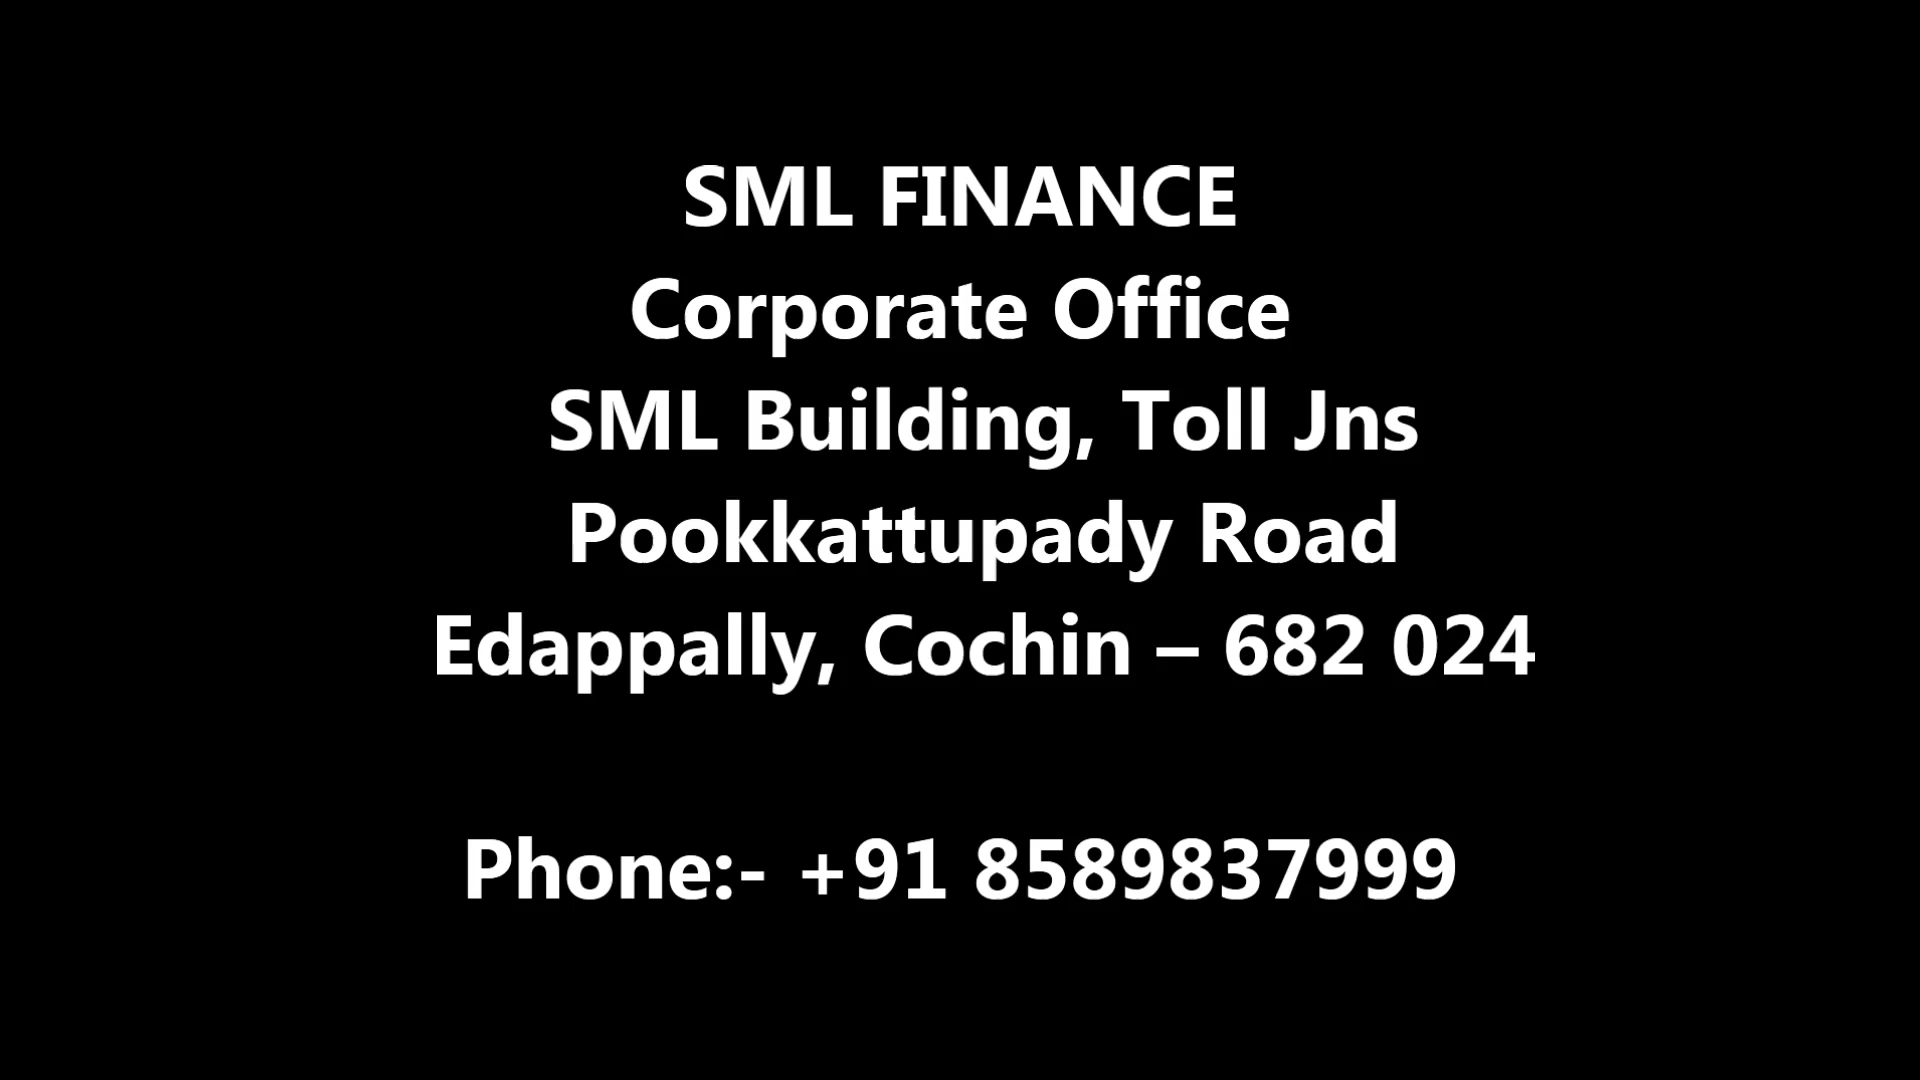 SML FINANCE
Corporate Office
SML Building, Toll Jns
Pookkattupady Road
Edappally, Cochin – 682 024
Phone:- +91 8589837999